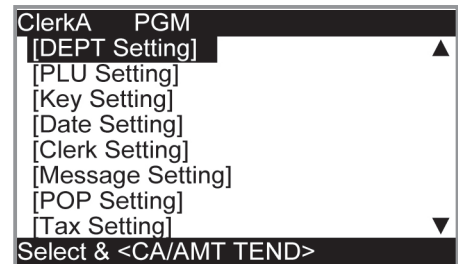 ClerkA PGM
[DEPT Setting]
[PLU Setting]
[Key Setting]
[Date Setting]
[Clerk Setting]
[Message Setting]
[POP Setting]
[Tax Setting]
Select & <CA/AMT TEND>